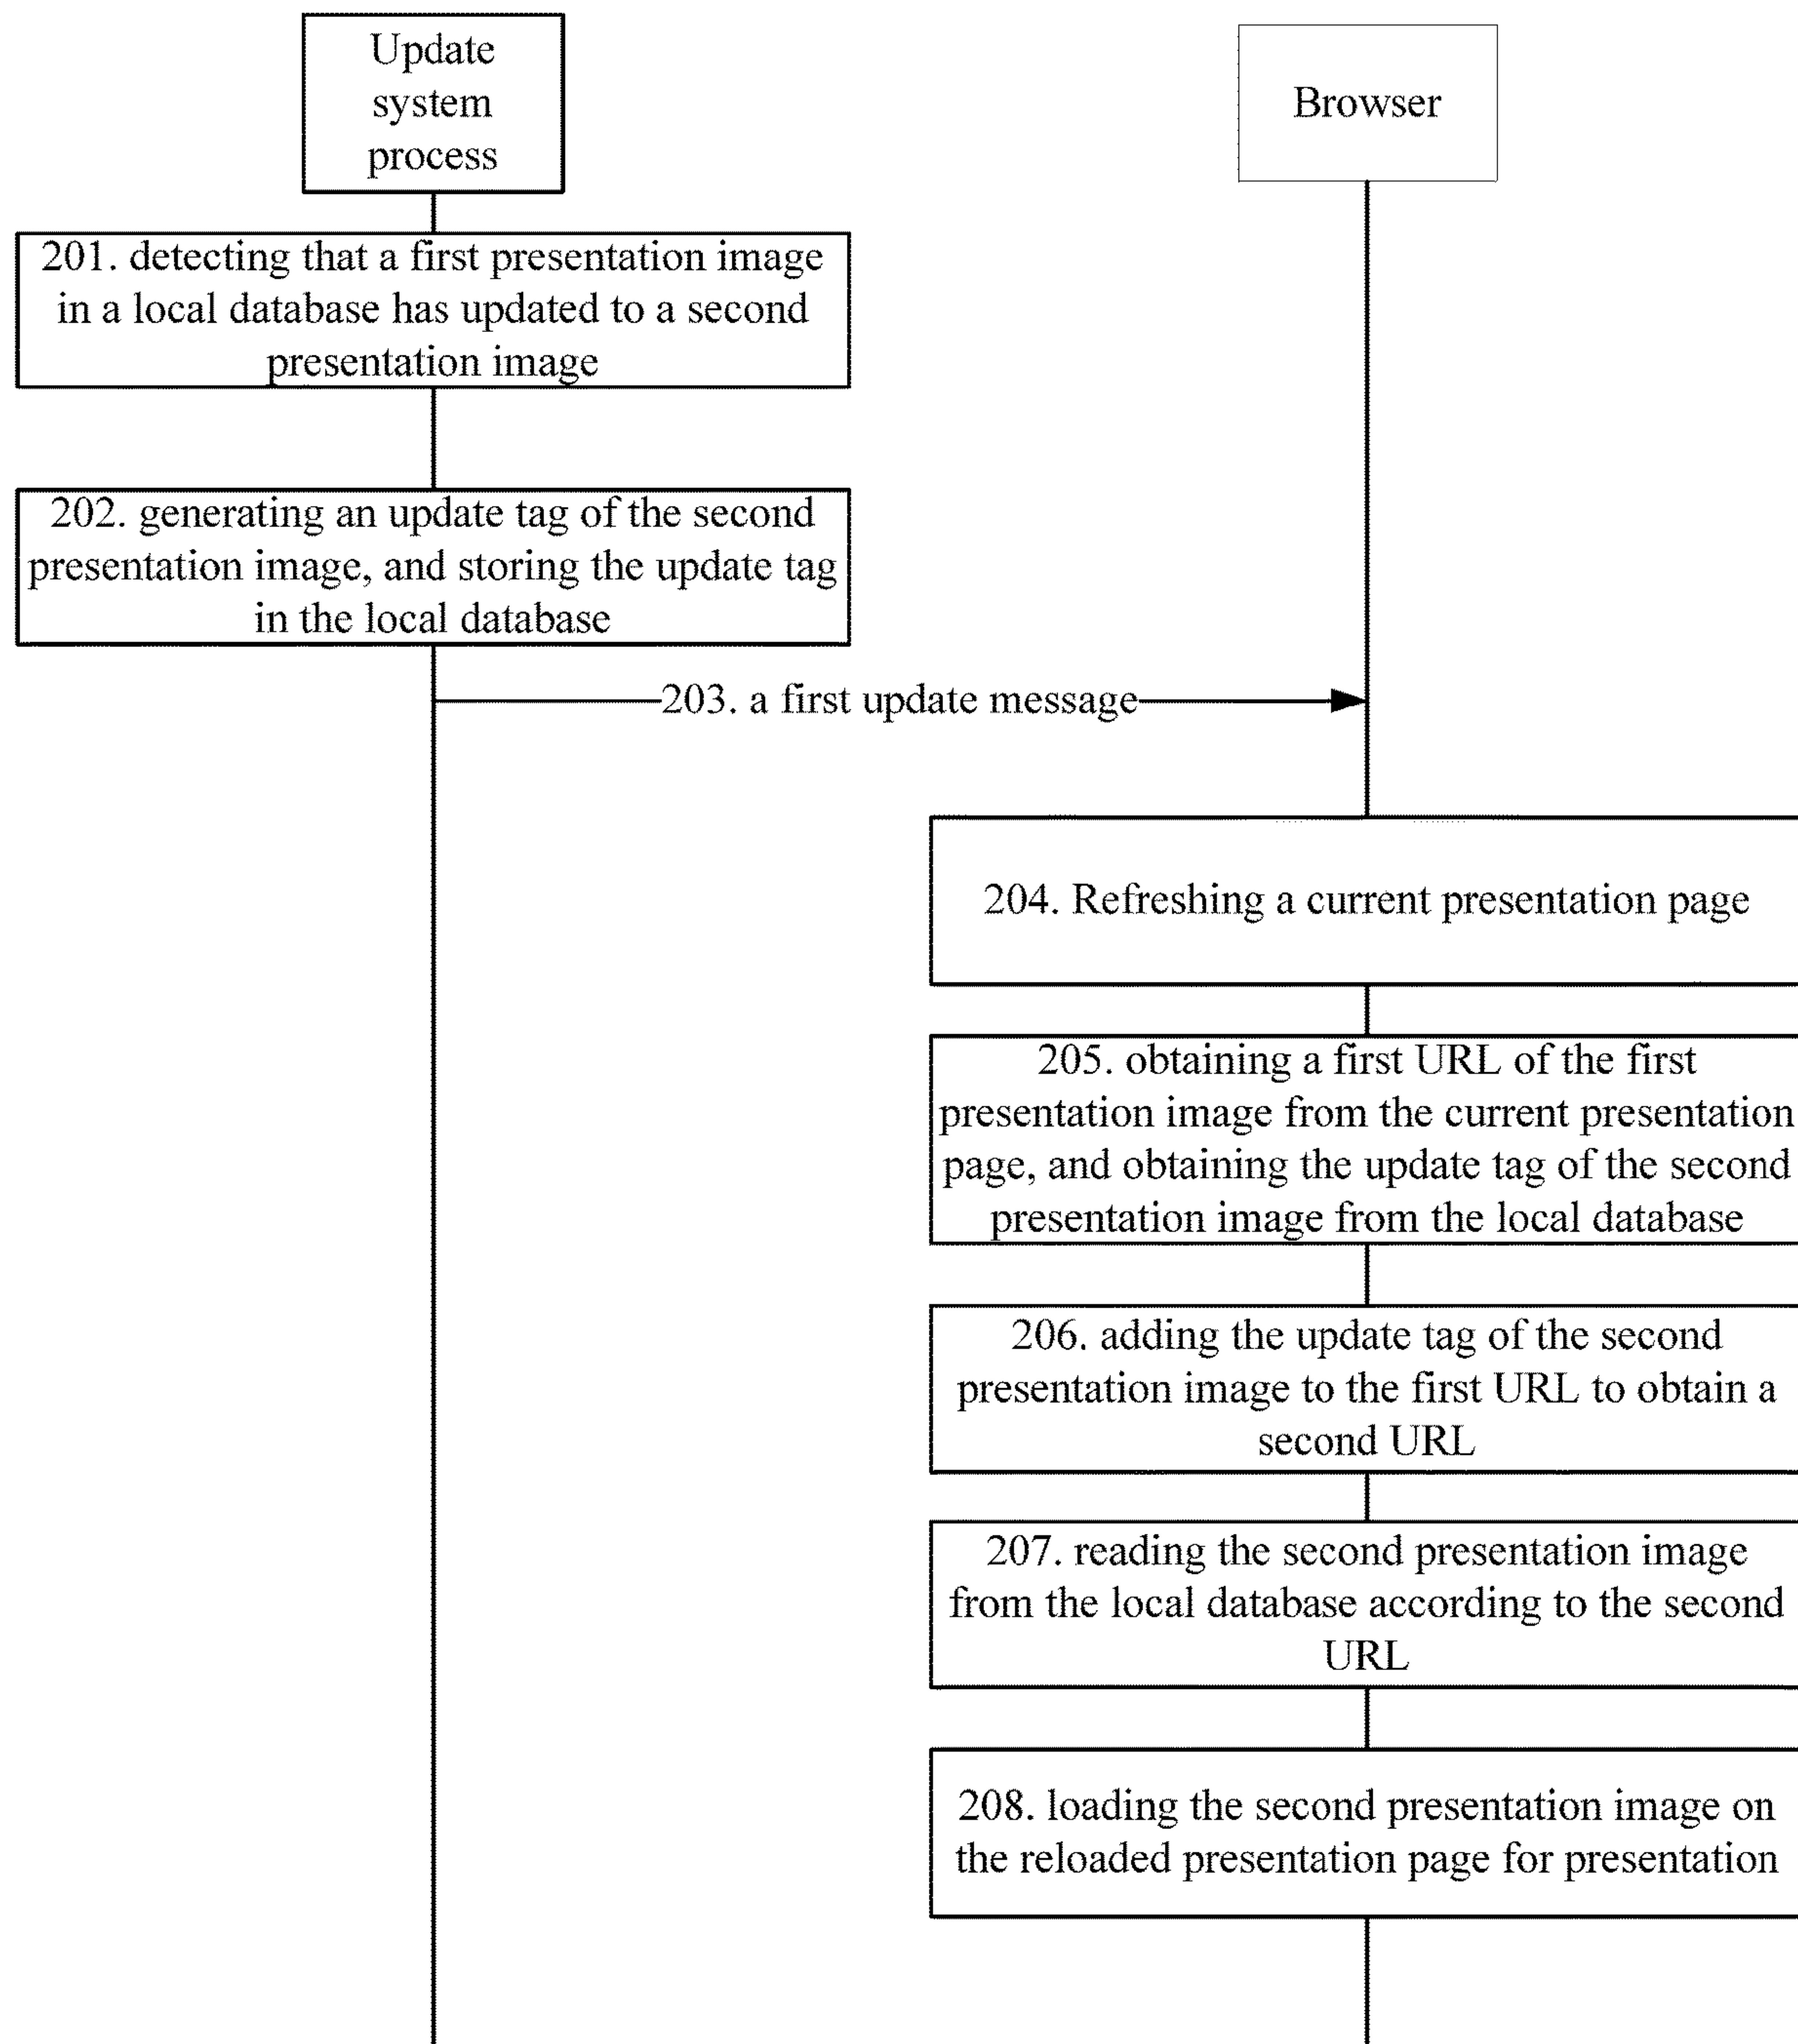 Update
system
process
Browser
201. detecting that a first presentation image
in a local database has updated to a second
presentation image
202. generating an update tag of the second
presentation image, and storing the update tag
in the local database
203. a first update message
204. Refreshing a current presentation page
205. obtaining a first URL of the first
presentation image from the current presentation
page, and obtaining the update tag of the second
presentation image from the local database
206. adding the update tag of the second
presentation image to the first URL to obtain a
second URL
207. reading the second presentation image
from the local database according to the second
URL
208. loading the second presentation image on
the reloaded presentation page for presentation